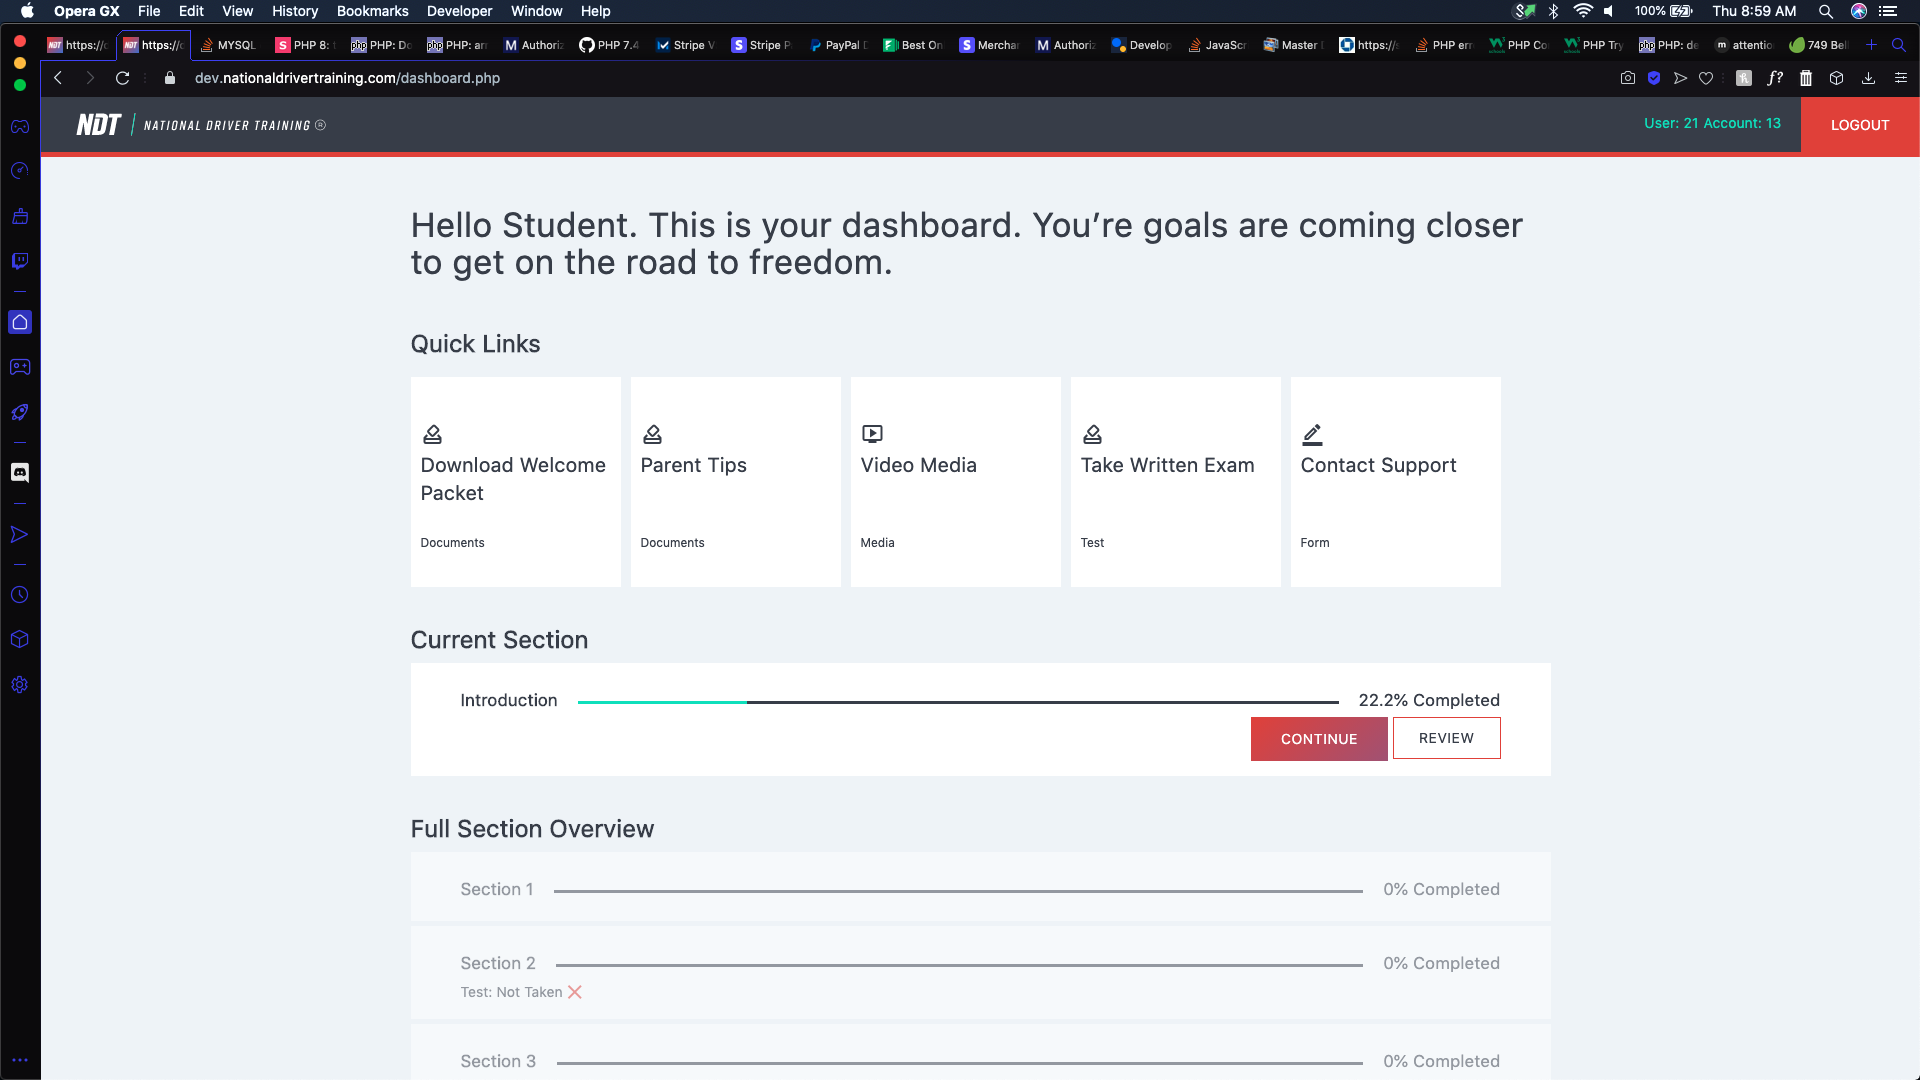 Opera GX File Edit View History Bookmarks Developer Window Help 100% Thu 8:59 AM
https://c https://c MYSQL PHP 8: PHP: Do PHP: ar Authoriz PHP 7.4 Stripe V Stripe P PayPal D Best On Merchar Authoriz Develop JavaScr Master https:// PHP err PHP Co PHP Try PHP: de attentio 749 Bel
dev.nationaldrivertraining.com/dashboard.php
NDT NATIONAL DRIVER TRAINING ®
User: 21 Account: 13
LOGOUT
Hello Student. This is your dashboard. You’re goals are coming closer
to get on the road to freedom.
Quick Links
Download Welcome
Packet
Documents
Parent Tips
Documents
Video Media
Media
Take Written Exam
Test
Contact Support
Form
Current Section
Introduction 22.2% Completed
CONTINUE REVIEW
Full Section Overview
Section 1 0% Completed
Section 2 0% Completed
Test: Not Taken
Section 3 0% Completed